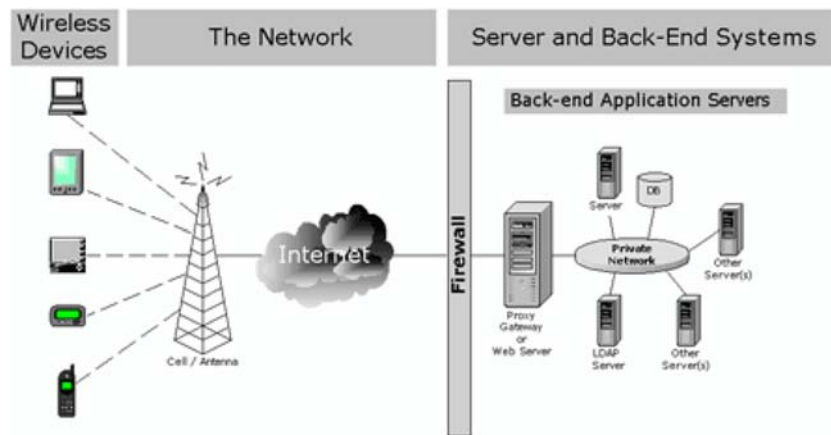 Wireless
Devices
The Network
Server and Back-End Systems
Back-end Application Servers
Internet
Cell / Antenna
Firewall
Proxy
Gateway
or
Web Server
Server
DB
Private
Network
Other
Server(s)
LDAP
Server
Other
Server(s)